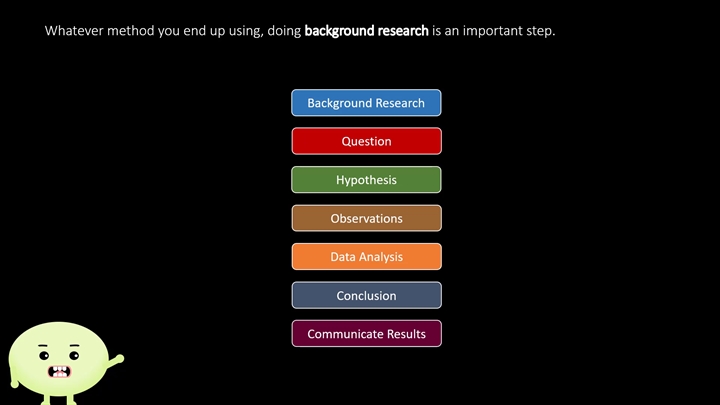 Whatever method you end up using, doing background research is an important step.
Background Research
Question
Hypothesis
Observations
Data Analysis
Conclusion
Communicate Results